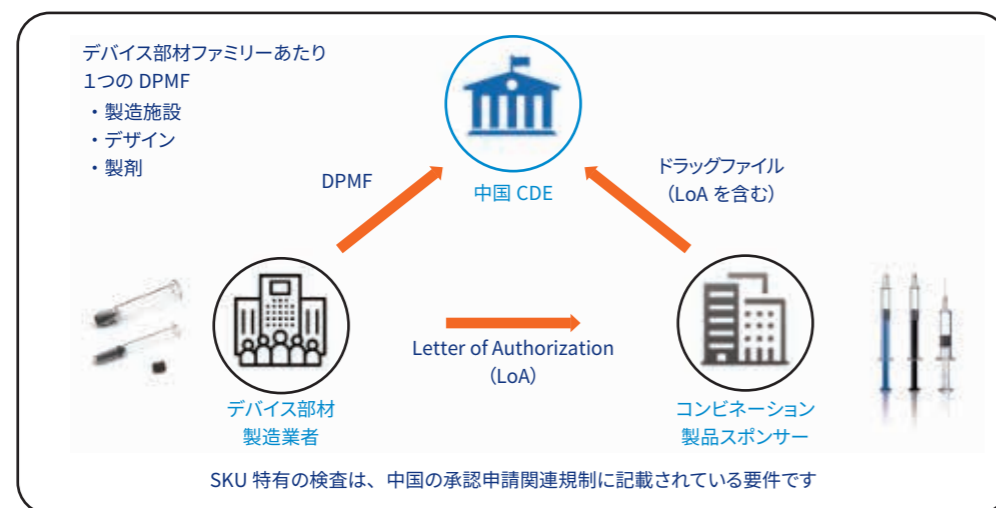 デバイス部材ファミリーあたり
１つの DPMF
・製造施設
・デザイン
・製剤
DPMF
中国 CDE
ドラッグファイル
（LoA を含む）
Letter of Authorization
（LoA）
デバイス部材
製造業者
コンビネーション
製品スポンサー
SKU 特有の検査は、中国の承認申請関連規制に記載されている要件です